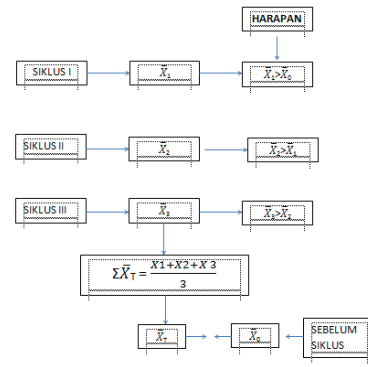 HARAPAN
SIKLUS I
X̄₁
X̄₁>X̄₀
SIKLUS II
X̄₂
X̄₂>X̄₁
SIKLUS III
X̄₃
X̄₃>X̄₂
ΣX̄T = X1+X2+X 3 / 3
X̄T
X̄₀
SEBELUM
SIKLUS